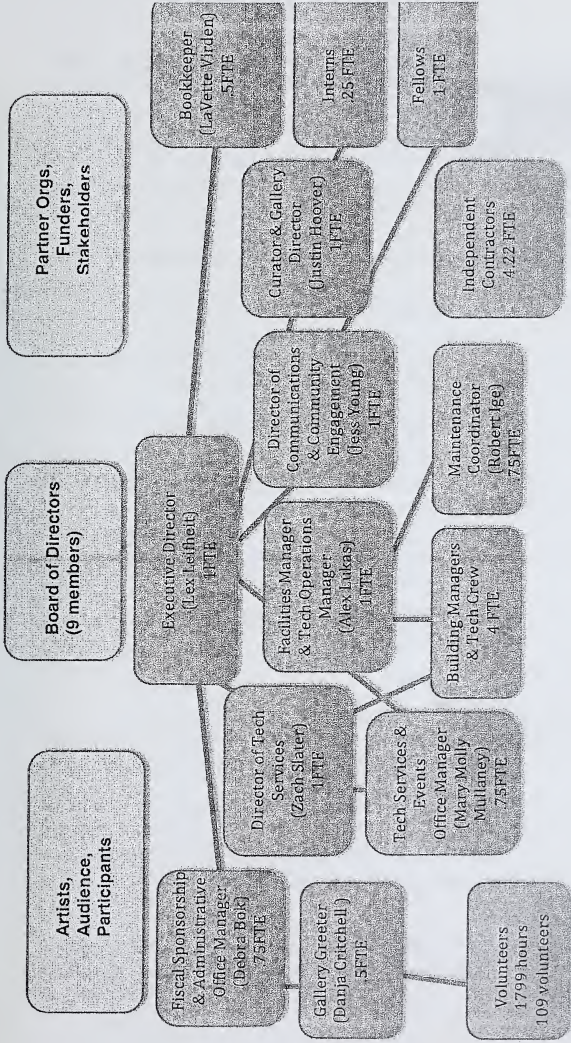 Artists,
Audience,
Participants
Board of Directors
(9 members)
Partner Orgs,
Funders,
Stakeholders
Executive Director
(Lex Leifheit)
1FTE
Fiscal Sponsorship
& Administrative
Office Manager
(Debra Bok)
.75FTE
Director of Tech
Services
(Zach Slater)
1FTE
Facilities Manager
& Tech Operations
Manager
(Alex Lukas)
1FTE
Director of
Communications
& Community
Engagement
(Jess Young)
1FTE
Curator & Gallery
Director
(Justin Hoover)
1FTE
Bookkeeper
(LaVette Virden)
.5FTE
Gallery Greeter
(Danja Critchell)
.5FTE
Tech Services &
Events
Office Manager
(Mary Molly
Mullaney)
.75FTE
Building Managers
& Tech Crew
4 FTE
Maintenance
Coordinator
(Robert Ige)
.75FTE
Interns
.25 FTE
Fellows
1 FTE
Independent
Contractors
4.22 FTE
Volunteers
1799 hours
109 volunteers